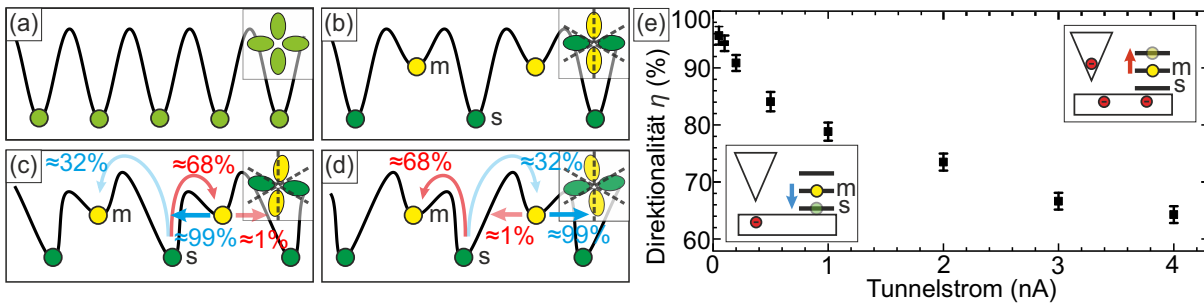 (a)
(b)
m
s
(c)
≈32%
≈68%
m
s
≈99%
≈1%
(d)
≈68%
≈32%
m
s
≈1%
≈99%
(e)
100
90
80
70
60
Direktionalität η (%)
0
1
2
3
4
Tunnelstrom (nA)
m
s
m
s